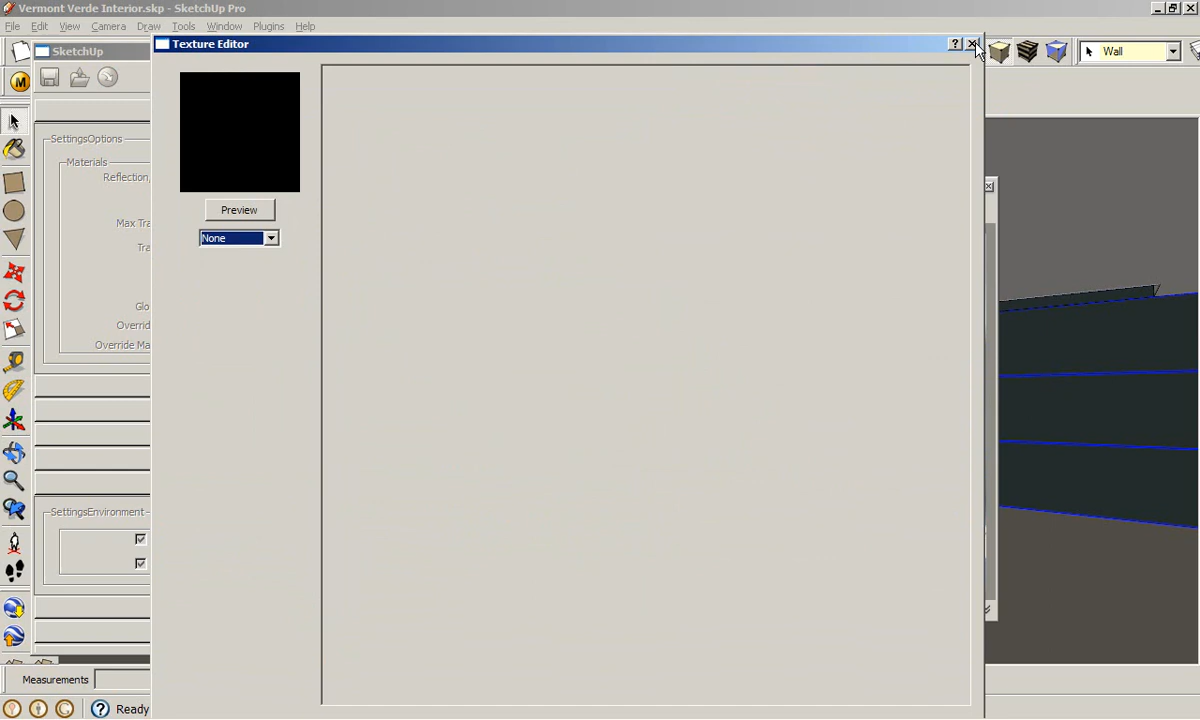 Vermont Verde Interior.skp - SketchUp Pro
File Edit View Camera Draw Tools Window Plugins Help
SketchUp
Texture Editor
Wall
M
SettingsOptions
Materials
Reflection,
Max Tra
Tra
Glo
Override
Override Ma
Preview
None
SettingsEnvironment
Measurements
Ready